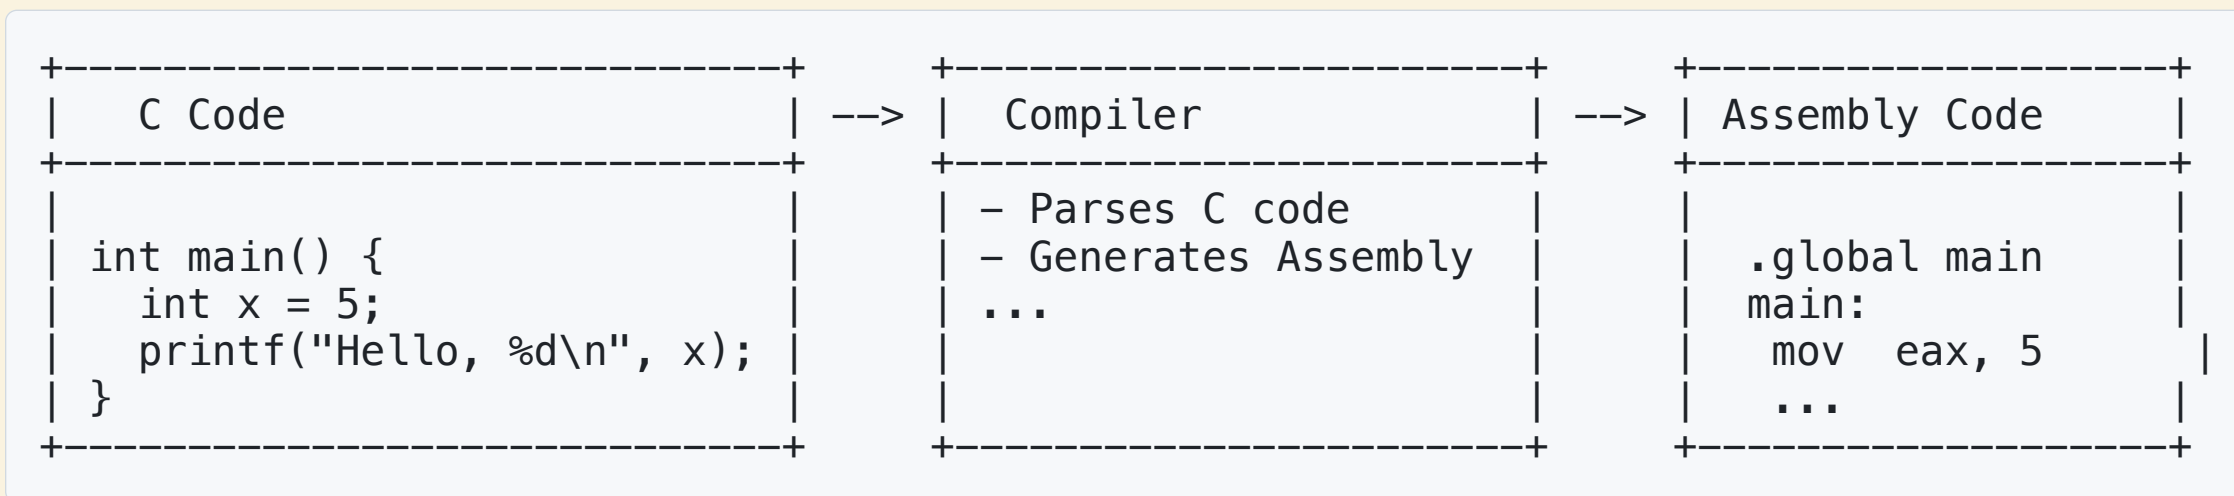 +-----------------------------+     +-----------------------+     +-------------------+
|   C Code                    | --> |  Compiler             | --> | Assembly Code     |
+-----------------------------+     +-----------------------+     +-------------------+
|                             |     | - Parses C code       |     |                   |
| int main() {                |     | - Generates Assembly  |     |  .global main     |
|   int x = 5;                |     | ...                   |     |  main:            |
|   printf("Hello, %d\n", x); |     |                       |     |   mov  eax, 5      |
| }                           |     |                       |     |   ...             |
+-----------------------------+     +-----------------------+     +-------------------+